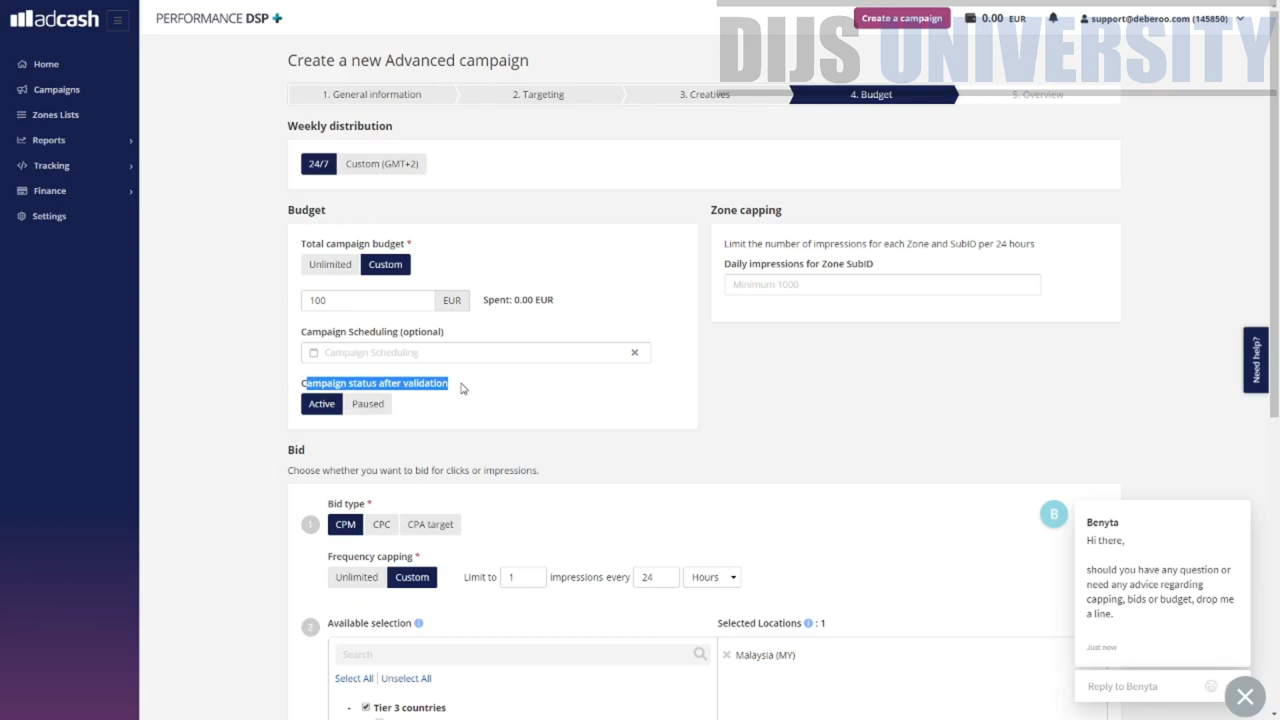 adcash
PERFORMANCE DSP
Create a campaign
0.00 EUR
support@deberoo.com (145850)
DIJS UNIVERSITY
Home
Campaigns
Zones Lists
Reports
Tracking
Finance
Settings
Create a new Advanced campaign
1. General information
2. Targeting
3. Creatives
4. Budget
5. Overview
Weekly distribution
24/7
Custom (GMT+2)
Budget
Total campaign budget *
Unlimited
Custom
100
EUR
Spent: 0.00 EUR
Campaign Scheduling (optional)
Campaign Scheduling
Campaign status after validation
Active
Paused
Zone capping
Limit the number of impressions for each Zone and SubID per 24 hours
Daily impressions for Zone SubID
Minimum 1000
Need help?
Bid
Choose whether you want to bid for clicks or impressions.
1
Bid type *
CPM
CPC
CPA target
Frequency capping *
Unlimited
Custom
Limit to 1 impressions every 24 Hours
2
Available selection
Search
Select All | Unselect All
- Tier 3 countries
Selected Locations : 1
Malaysia (MY)
B
Benyta
Hi there,
should you have any question or
need any advice regarding
capping, bids or budget, drop me
a line.
Just now
Reply to Benyta